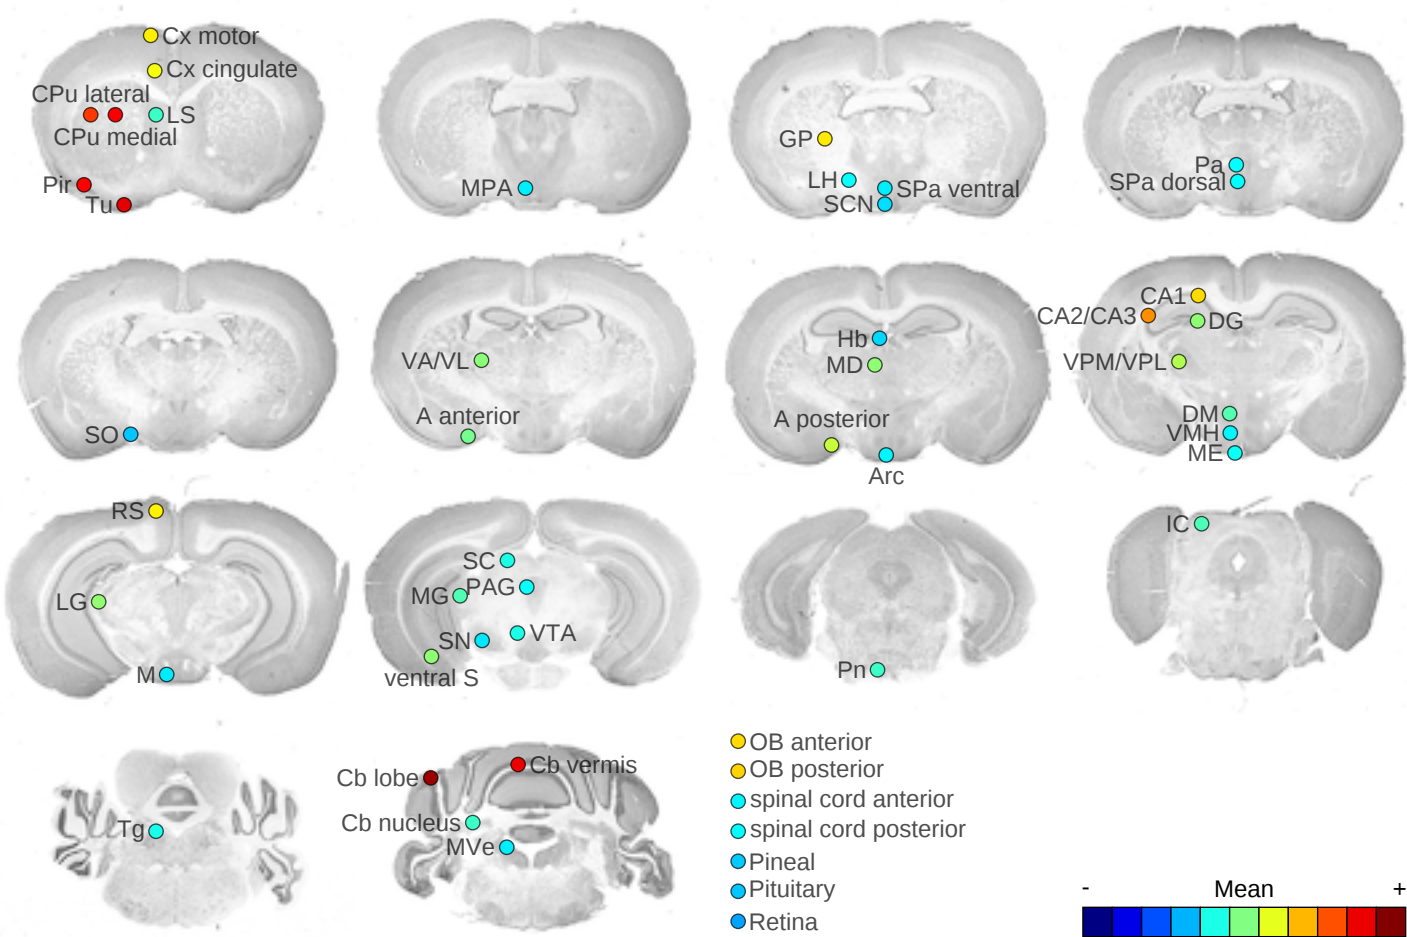 Cx motor
Cx cingulate
CPu lateral
LS
CPu medial
Pir
Tu
MPA
GP
LH
SPa ventral
SCN
Pa
SPa dorsal
SO
VA/VL
A anterior
Hb
MD
A posterior
Arc
CA1
CA2/CA3
DG
VPM/VPL
DM
VMH
ME
RS
LG
M
SC
MG
PAG
SN
VTA
ventral S
Pn
IC
Tg
Cb lobe
Cb vermis
Cb nucleus
MVe
OB anterior
OB posterior
spinal cord anterior
spinal cord posterior
Pineal
Pituitary
Retina
- Mean +